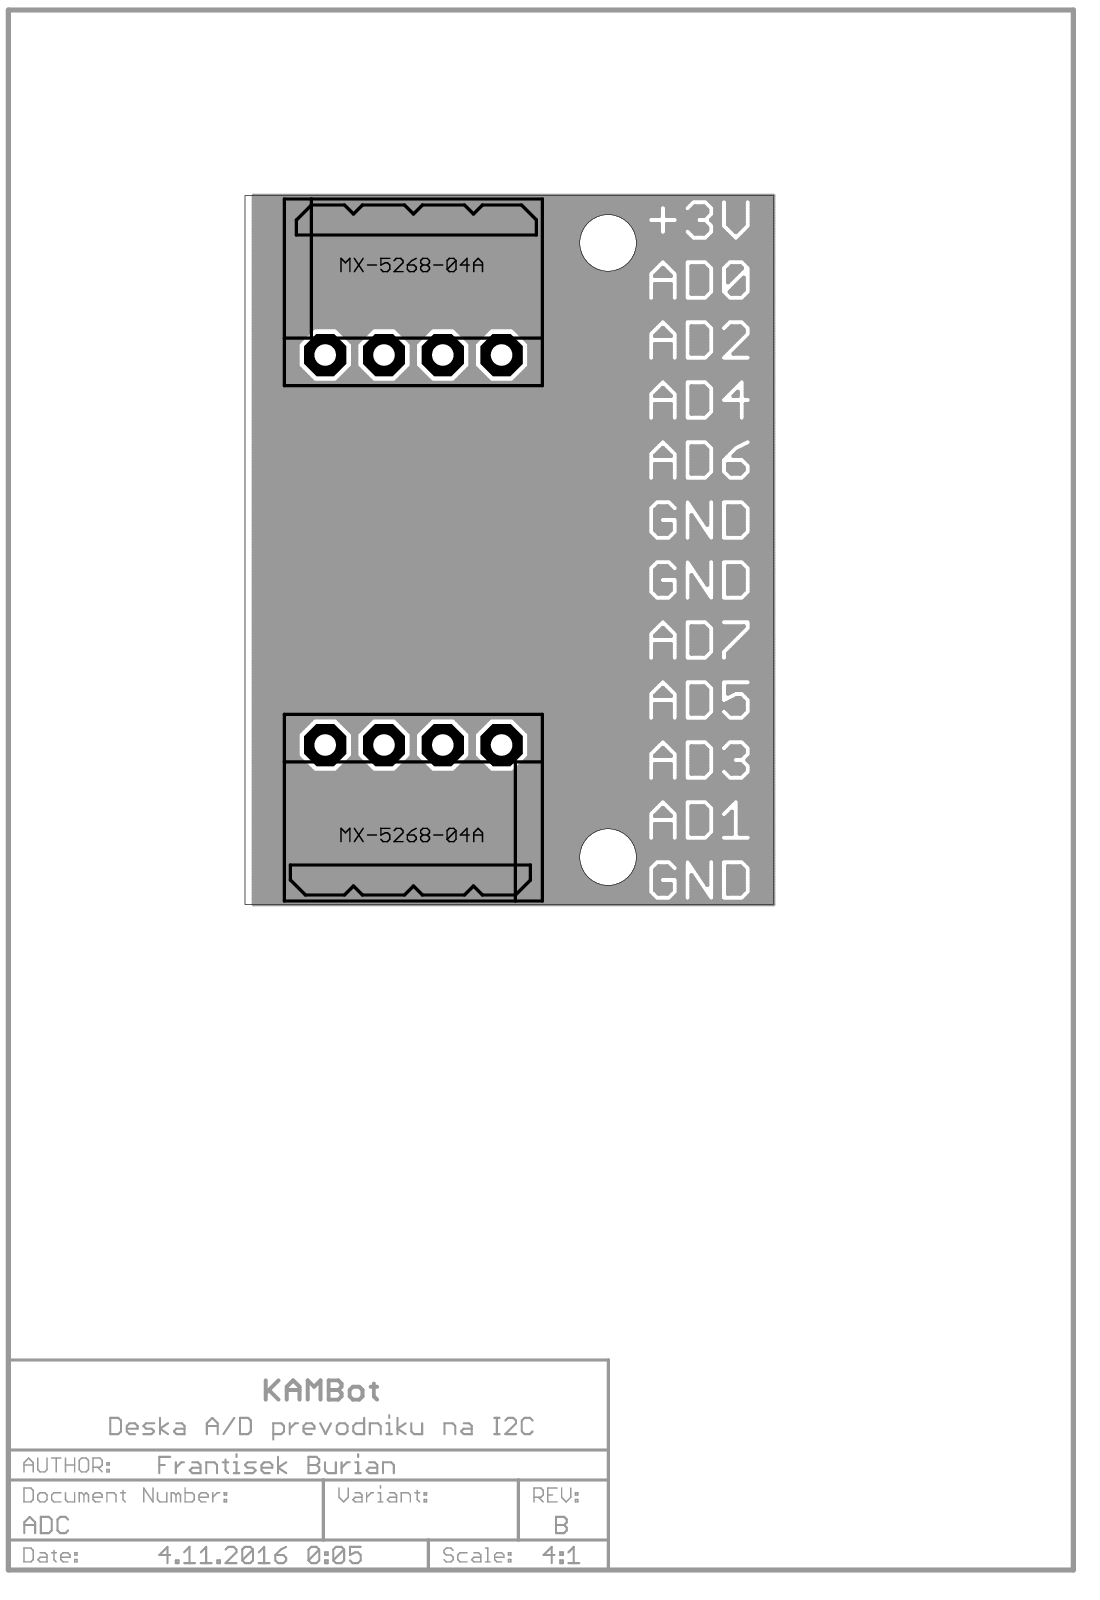 +3V
MX-5268-04A
AD0
AD2
AD4
AD6
GND
GND
AD7
AD5
AD3
AD1
MX-5268-04A
GND
KAMBot
Deska A/D prevodniku na I2C
AUTHOR: Frantisek Burian
Document Number: Variant: REV:
ADC B
Date: 4.11.2016 0:05 Scale: 4:1